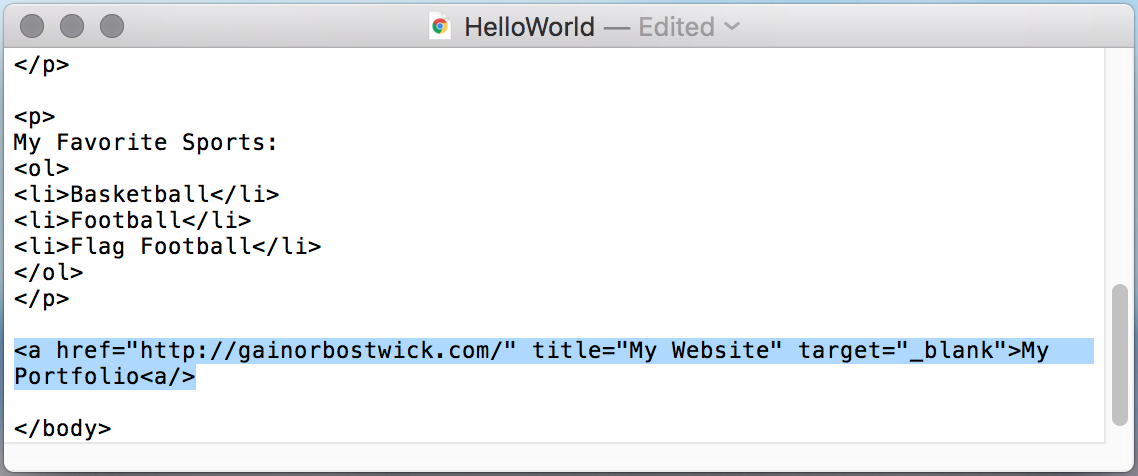 HelloWorld — Edited
</p>
<p>
My Favorite Sports:
<ol>
<li>Basketball</li>
<li>Football</li>
<li>Flag Football</li>
</ol>
</p>
<a href="http://gainorbostwick.com/" title="My Website" target="_blank">My
Portfolio<a/>
</body>